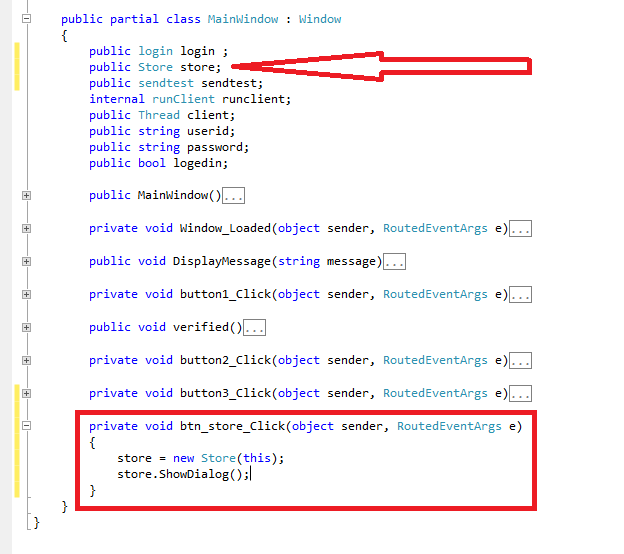 public partial class MainWindow : Window
{
public login login ;
public Store store;
public sendtest sendtest;
internal runClient runclient;
public Thread client;
public string userid;
public string password;
public bool logedin;
public MainWindow()...
private void Window_Loaded(object sender, RoutedEventArgs e)...
public void DisplayMessage(string message)...
private void button1_Click(object sender, RoutedEventArgs e)...
public void verified()...
private void button2_Click(object sender, RoutedEventArgs e)...
private void button3_Click(object sender, RoutedEventArgs e)...
private void btn_store_Click(object sender, RoutedEventArgs e)
{
store = new Store(this);
store.ShowDialog();
}
}
}